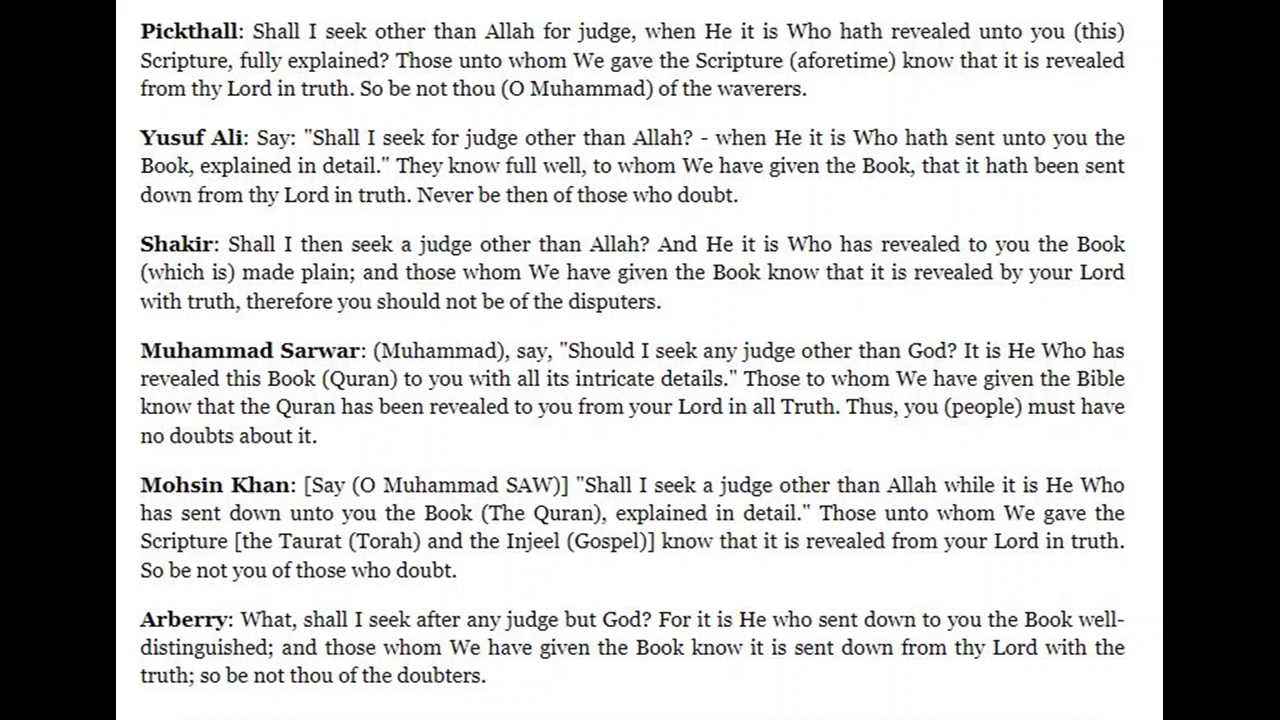 Pickthall: Shall I seek other than Allah for judge, when He it is Who hath revealed unto you (this)
Scripture, fully explained? Those unto whom We gave the Scripture (aforetime) know that it is revealed
from thy Lord in truth. So be not thou (O Muhammad) of the waverers.
Yusuf Ali: Say: "Shall I seek for judge other than Allah? - when He it is Who hath sent unto you the
Book, explained in detail." They know full well, to whom We have given the Book, that it hath been sent
down from thy Lord in truth. Never be then of those who doubt.
Shakir: Shall I then seek a judge other than Allah? And He it is Who has revealed to you the Book
(which is) made plain; and those whom We have given the Book know that it is revealed by your Lord
with truth, therefore you should not be of the disputers.
Muhammad Sarwar: (Muhammad), say, "Should I seek any judge other than God? It is He Who has
revealed this Book (Quran) to you with all its intricate details." Those to whom We have given the Bible
know that the Quran has been revealed to you from your Lord in all Truth. Thus, you (people) must have
no doubts about it.
Mohsin Khan: [Say (O Muhammad SAW)] "Shall I seek a judge other than Allah while it is He Who
has sent down unto you the Book (The Quran), explained in detail." Those unto whom We gave the
Scripture [the Taurat (Torah) and the Injeel (Gospel)] know that it is revealed from your Lord in truth.
So be not you of those who doubt.
Arberry: What, shall I seek after any judge but God? For it is He who sent down to you the Book well-
distinguished; and those whom We have given the Book know it is sent down from thy Lord with the
truth; so be not thou of the doubters.